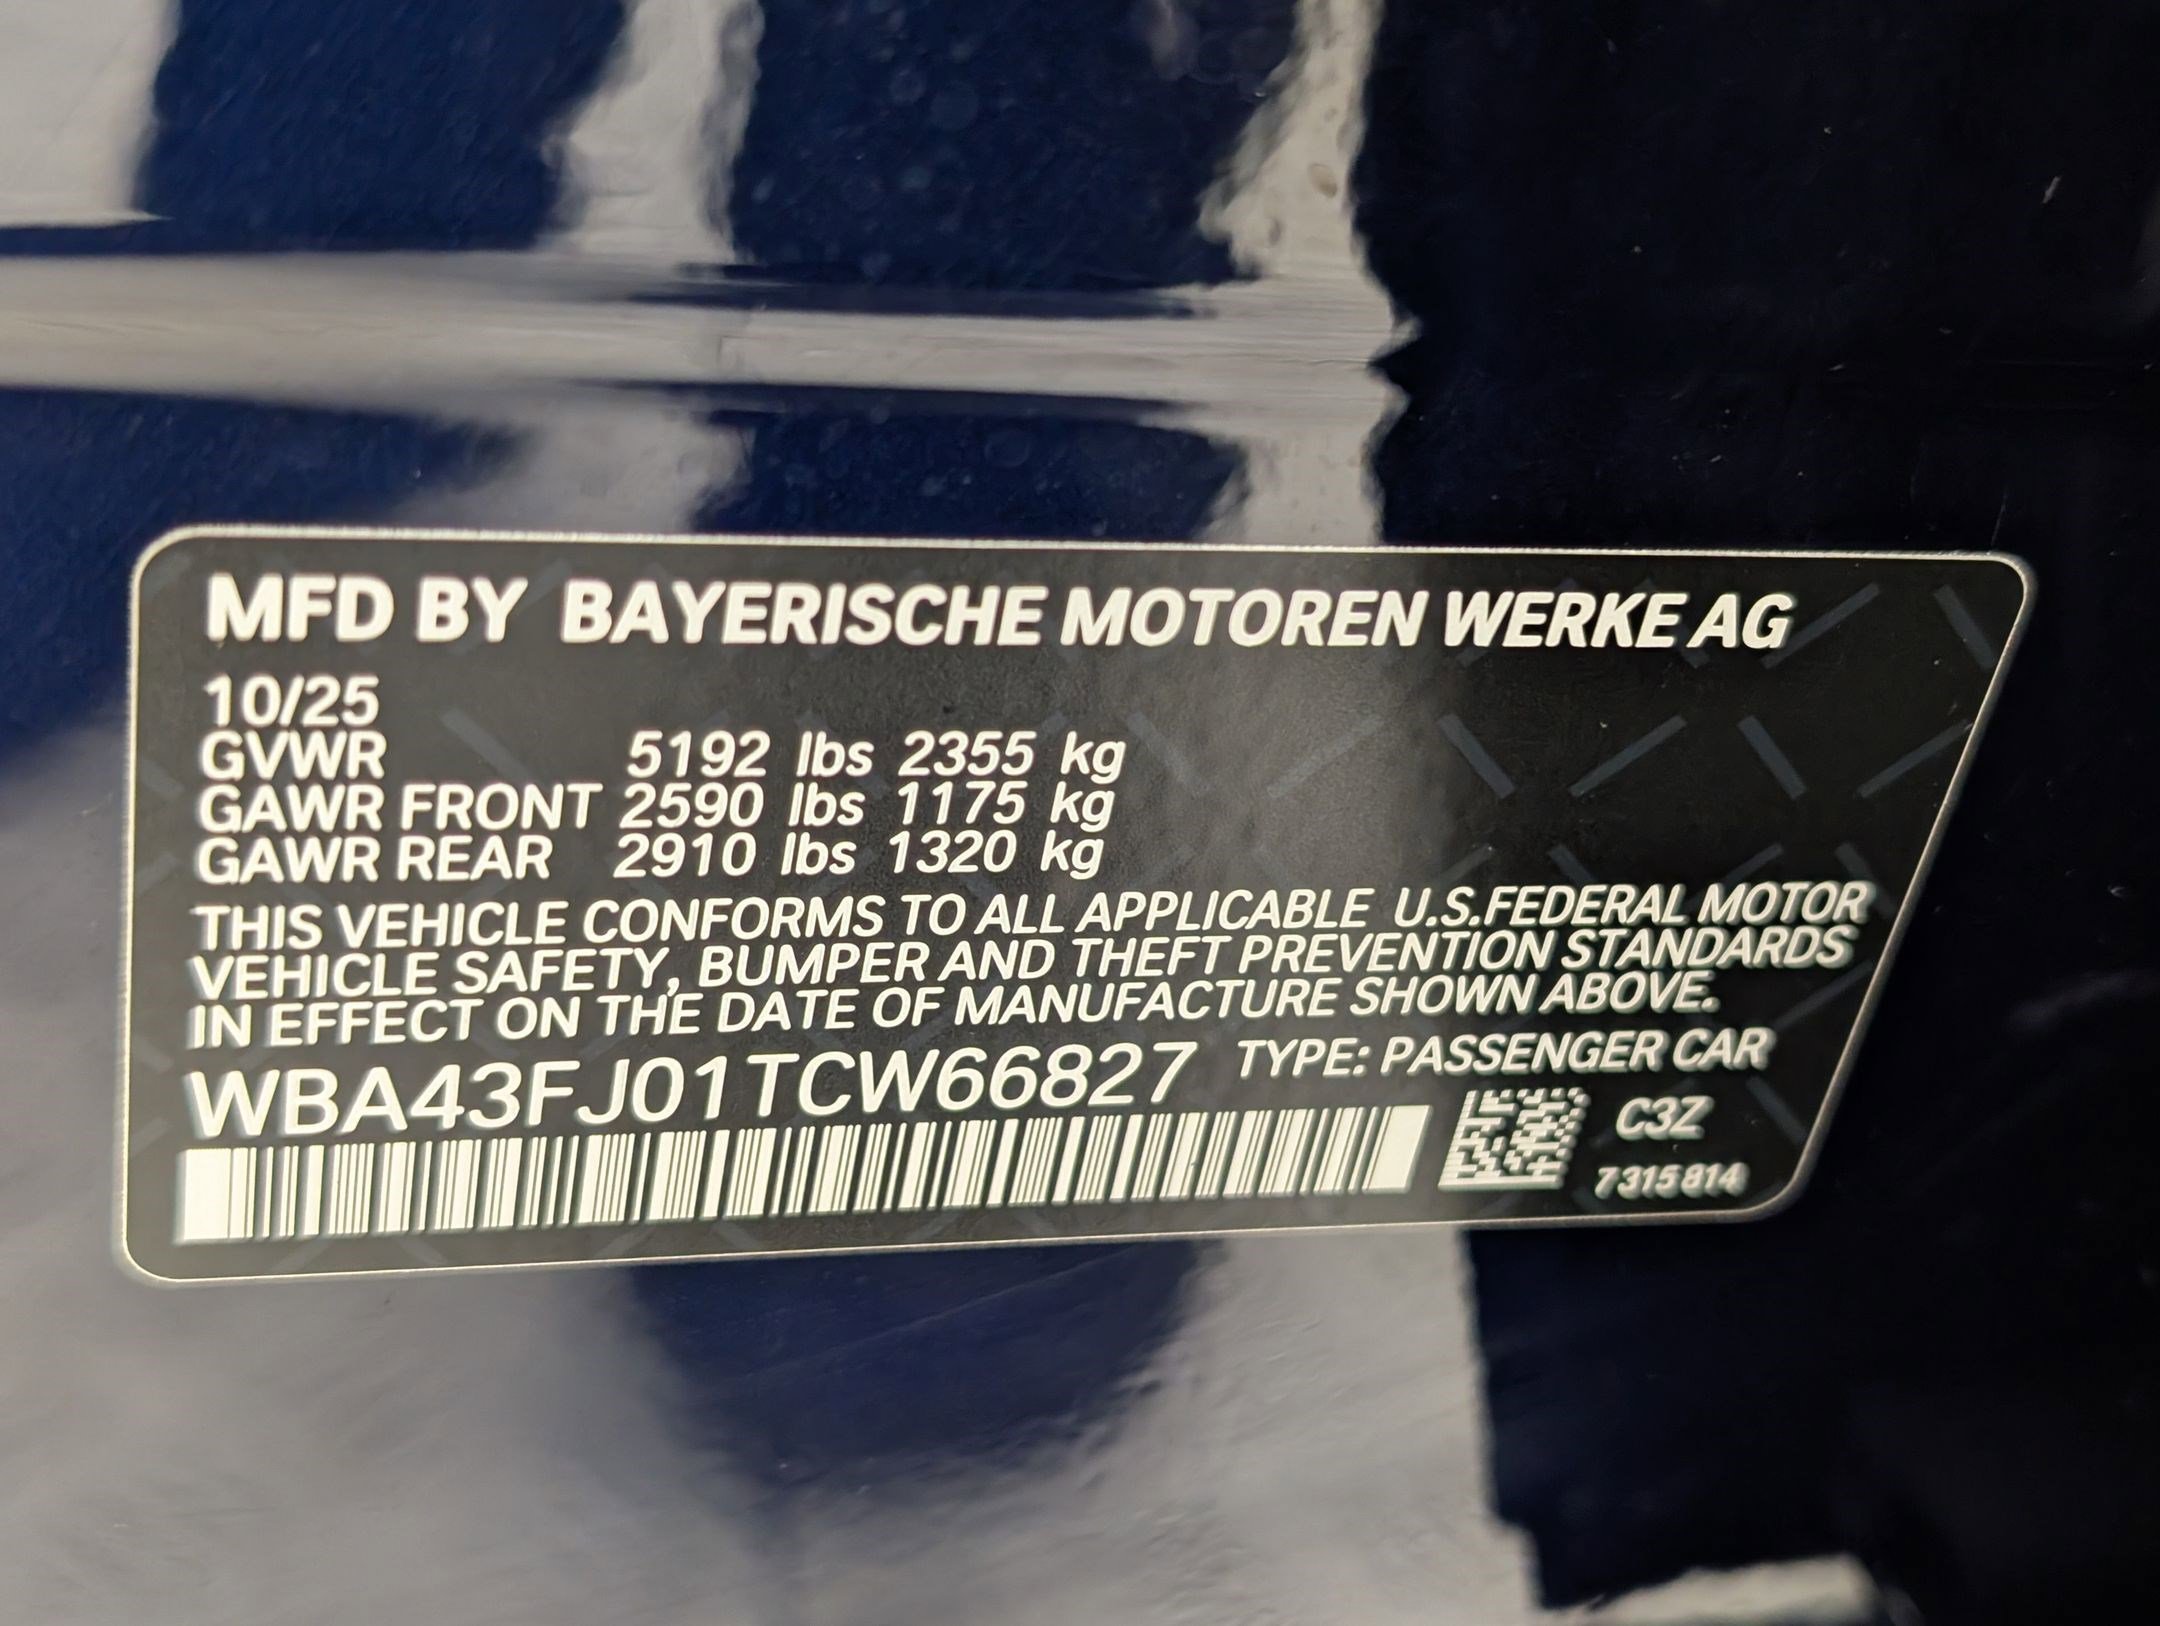 MFD BY BAYERISCHE MOTOREN WERKE AG
10/25
GVWR 5192 lbs 2355 kg
GAWR FRONT 2590 lbs 1175 kg
GAWR REAR 2910 lbs 1320 kg
THIS VEHICLE CONFORMS TO ALL APPLICABLE U.S.FEDERAL MOTOR
VEHICLE SAFETY, BUMPER AND THEFT PREVENTION STANDARDS
IN EFFECT ON THE DATE OF MANUFACTURE SHOWN ABOVE.
WBA43FJ01TCW66827 TYPE: PASSENGER CAR
C3Z
7315814